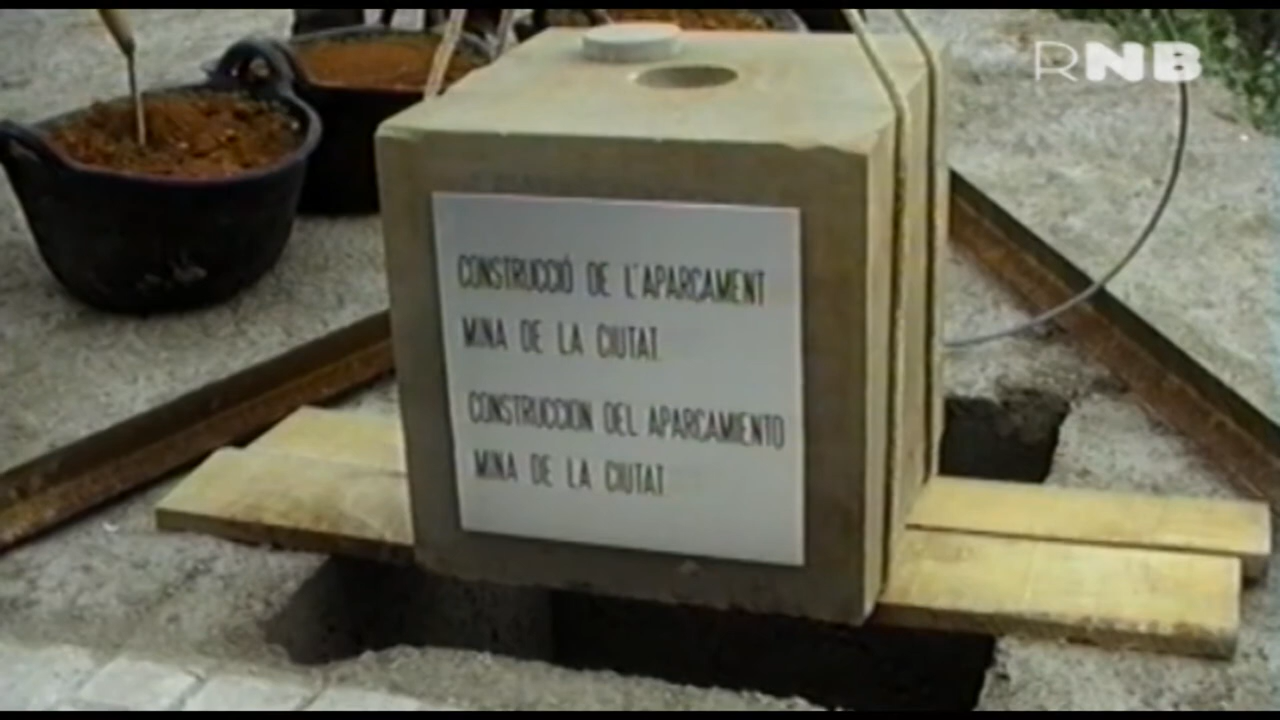 RNB
CONSTRUCCIÓ DE L'APARCAMENT
MINA DE LA CIUTAT
CONSTRUCCION DEL APARCAMIENTO
MINA DE LA CIUTAT